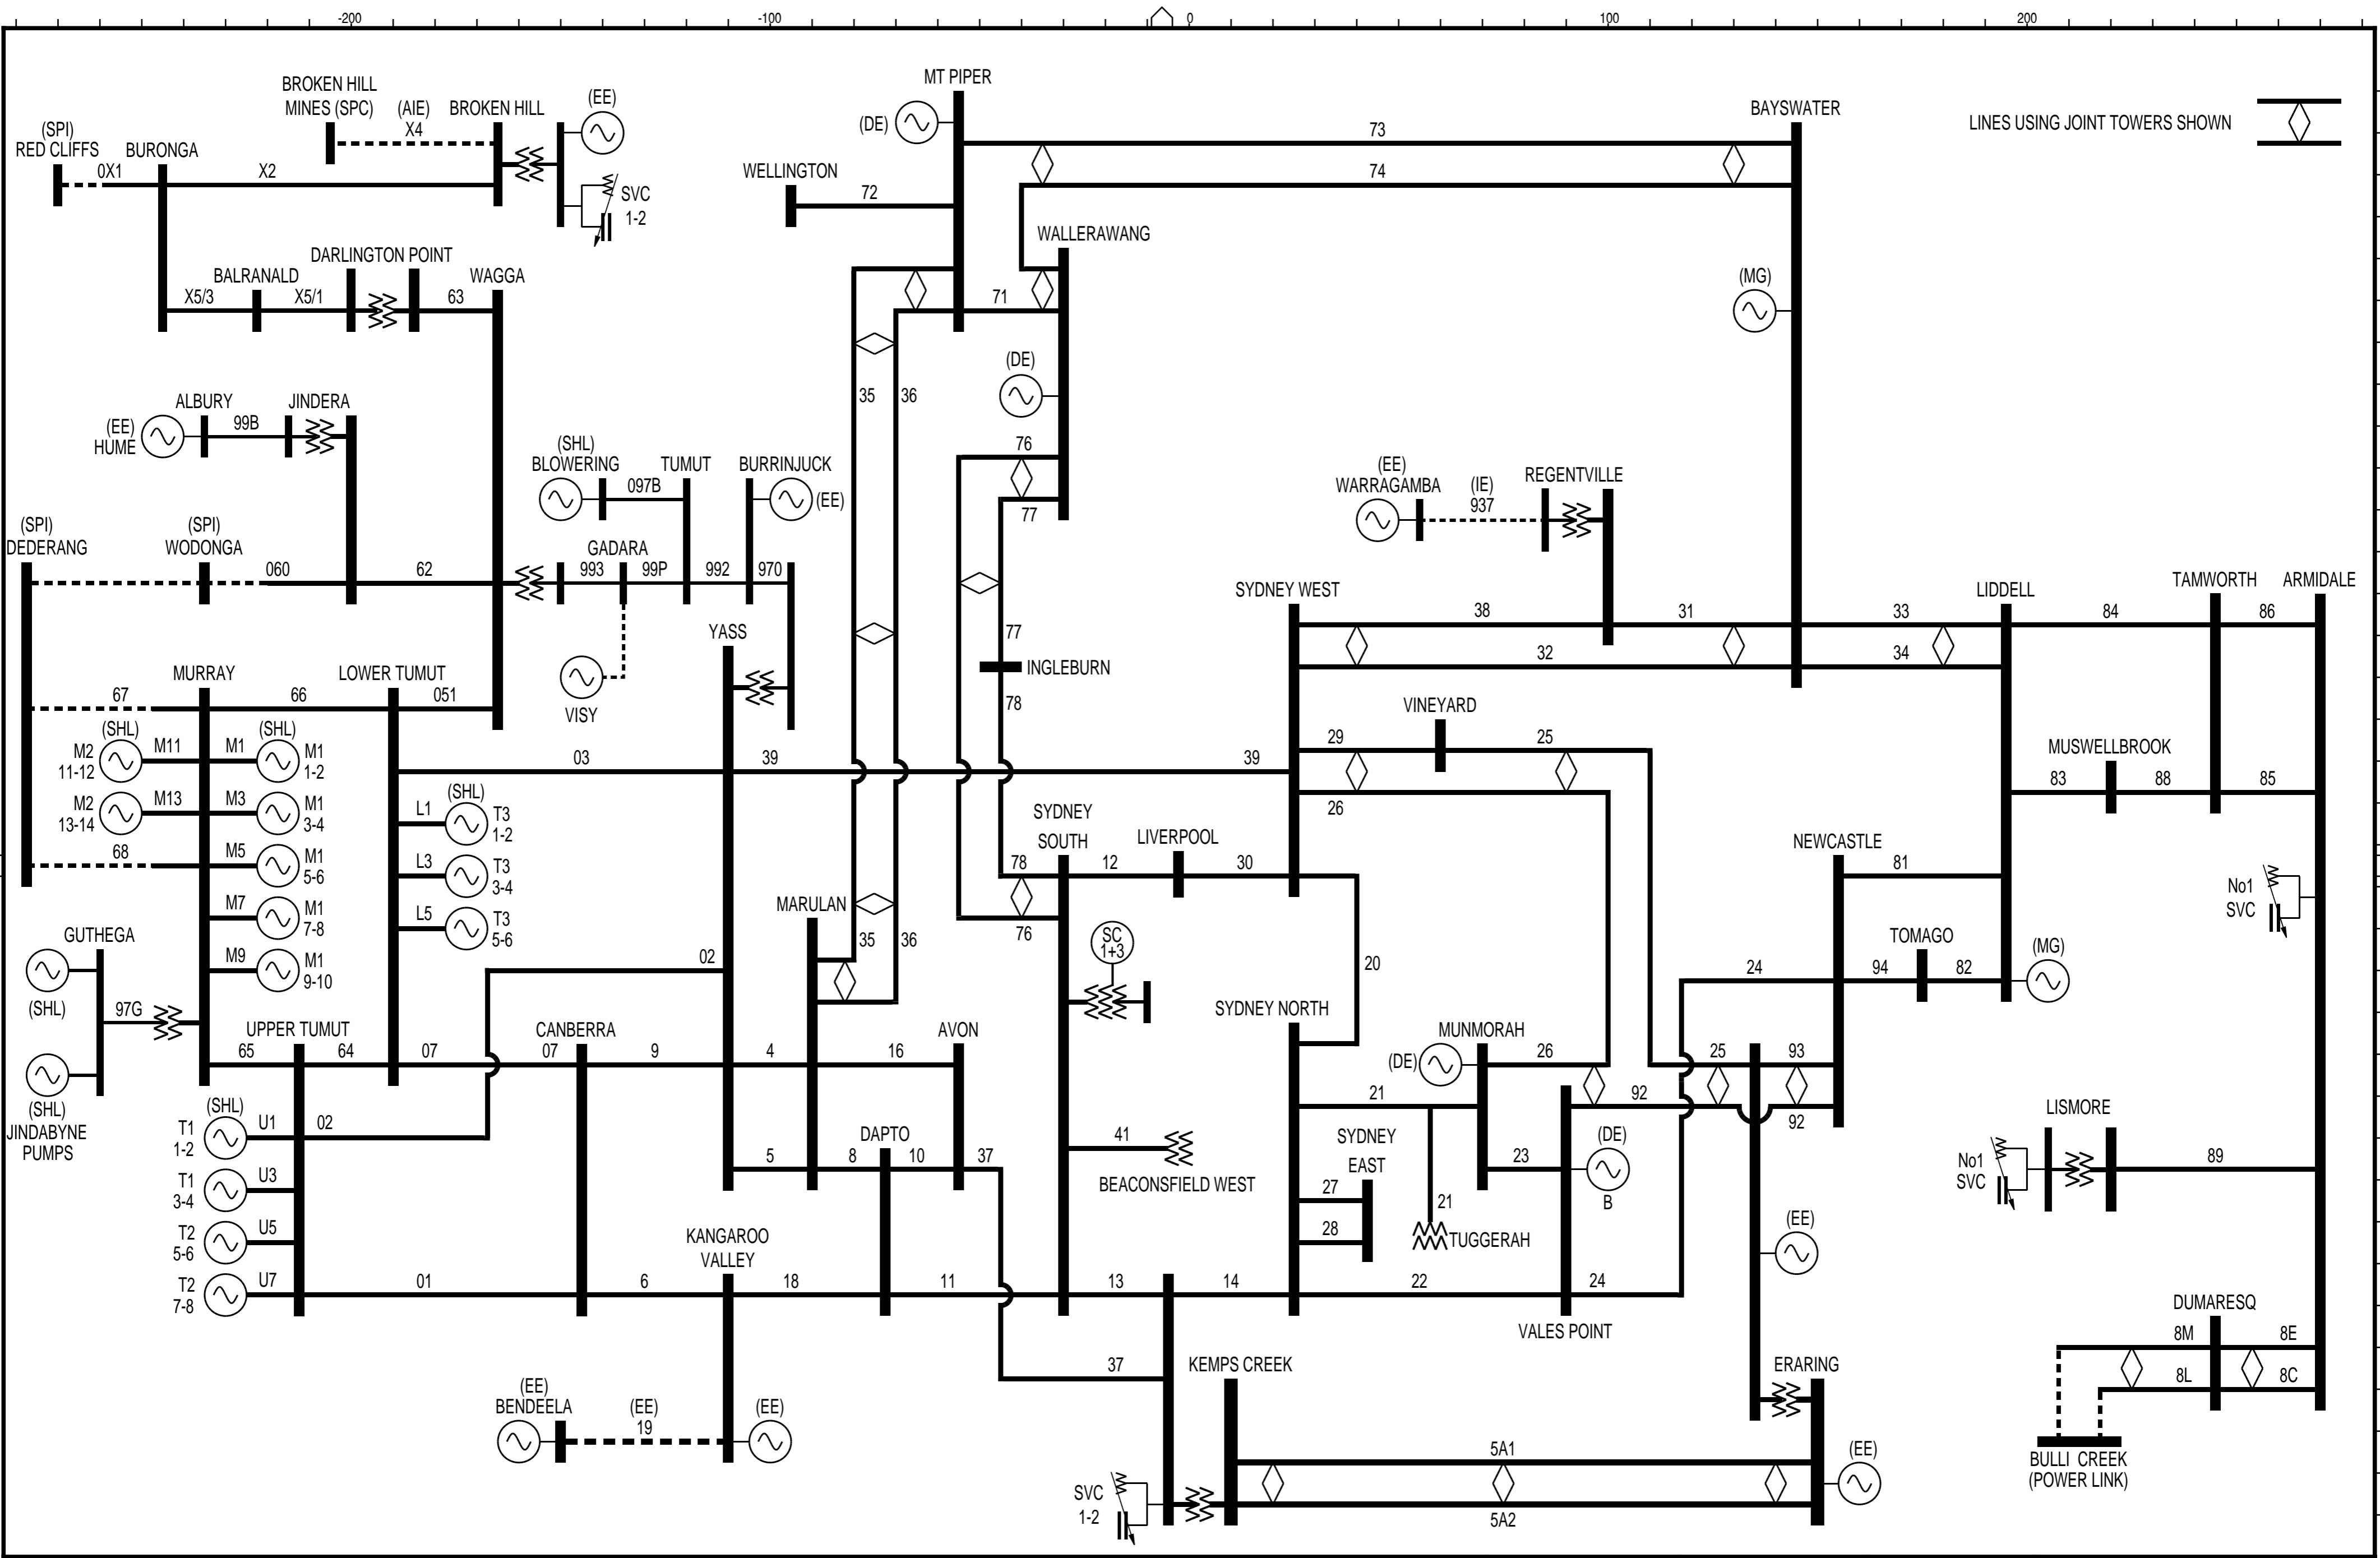 -200
-100
0
100
200
BROKEN HILL
MINES (SPC)
(AIE)
X4
BROKEN HILL
(EE)
SVC
1-2
(SPI)
RED CLIFFS
0X1
BURONGA
X2
BALRANALD
X5/3
X5/1
DARLINGTON POINT
63
WAGGA
MT PIPER
(DE)
WELLINGTON
72
73
74
BAYSWATER
LINES USING JOINT TOWERS SHOWN
WALLERAWANG
71
(DE)
(MG)
35
36
76
77
ALBURY
(EE)
HUME
99B
JINDERA
(SHL)
BLOWERING
097B
TUMUT
BURRINJUCK
(EE)
(EE)
WARRAGAMBA
(IE)
937
REGENTVILLE
(SPI)
DEDERANG
(SPI)
WODONGA
060
62
993
GADARA
99P
992
970
VISY
YASS
77
INGLEBURN
78
SYDNEY WEST
38
31
32
33
34
LIDDELL
84
TAMWORTH
86
ARMIDALE
MURRAY
67
66
LOWER TUMUT
051
(SHL)
M2
11-12
M11
M1
(SHL)
M1
1-2
M2
13-14
M13
M3
M1
3-4
68
M5
M1
5-6
M7
M1
7-8
M9
M1
9-10
03
39
39
L1
(SHL)
T3
1-2
L3
T3
3-4
L5
T3
5-6
29
VINEYARD
25
26
MUSWELLBROOK
83
88
85
SYDNEY
SOUTH
78
12
LIVERPOOL
30
76
NEWCASTLE
81
No1
SVC
MARULAN
35
36
SC
1+3
20
24
TOMAGO
94
82
(MG)
GUTHEGA
(SHL)
97G
(SHL)
JINDABYNE
PUMPS
02
UPPER TUMUT
65
64
07
CANBERRA
07
9
4
16
AVON
SYDNEY NORTH
MUNMORAH
(DE)
26
25
93
(SHL)
T1
1-2
U1
02
T1
3-4
U3
T2
5-6
U5
T2
7-8
U7
21
92
92
5
8
DAPTO
10
37
41
BEACONSFIELD WEST
SYDNEY
EAST
27
28
21
TUGGERAH
23
(DE)
B
LISMORE
No1
SVC
89
(EE)
KANGAROO
VALLEY
01
6
18
11
13
14
22
24
VALES POINT
37
KEMPS CREEK
ERARING
DUMARESQ
8M
8E
8L
8C
(EE)
BENDEELA
(EE)
19
(EE)
SVC
1-2
5A1
5A2
(EE)
BULLI CREEK
(POWER LINK)